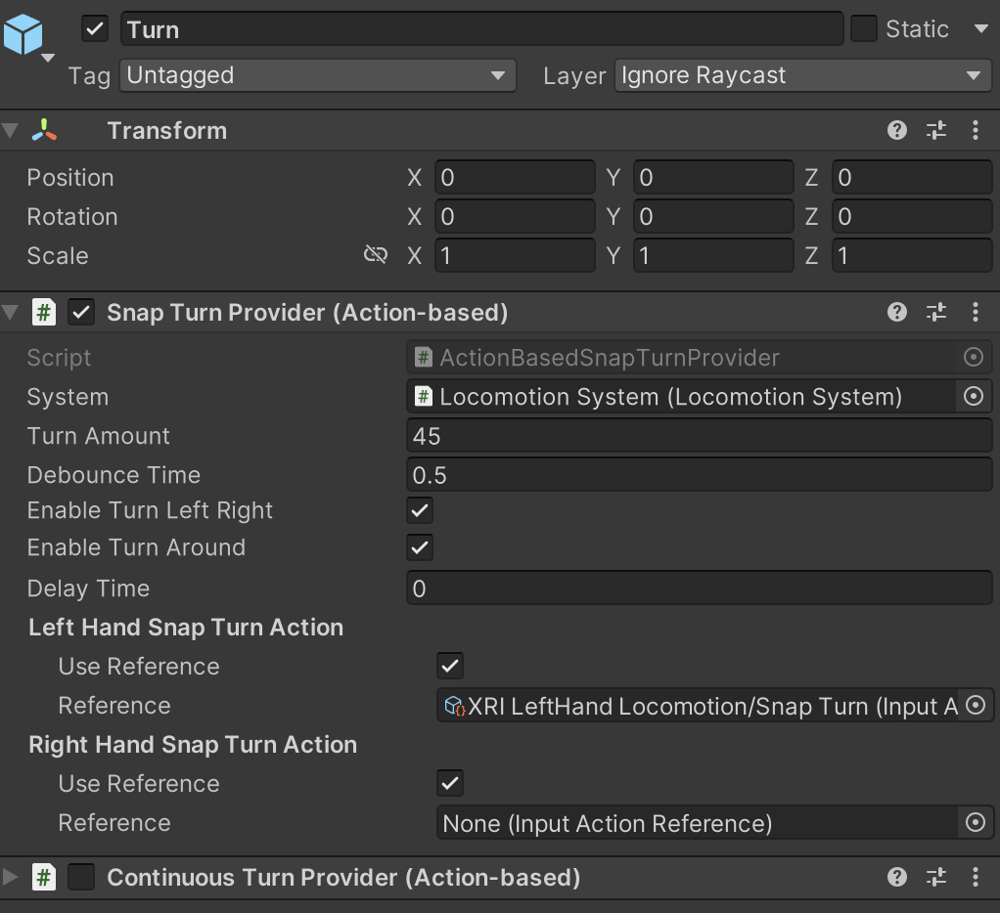 Turn Static
Tag Untagged Layer Ignore Raycast
Transform
Position X 0 Y 0 Z 0
Rotation X 0 Y 0 Z 0
Scale X 1 Y 1 Z 1
# Snap Turn Provider (Action-based)
Script # ActionBasedSnapTurnProvider
System # Locomotion System (Locomotion System)
Turn Amount 45
Debounce Time 0.5
Enable Turn Left Right
Enable Turn Around
Delay Time 0
Left Hand Snap Turn Action
Use Reference
Reference XRI LeftHand Locomotion/Snap Turn (Input A
Right Hand Snap Turn Action
Use Reference
Reference None (Input Action Reference)
# Continuous Turn Provider (Action-based)